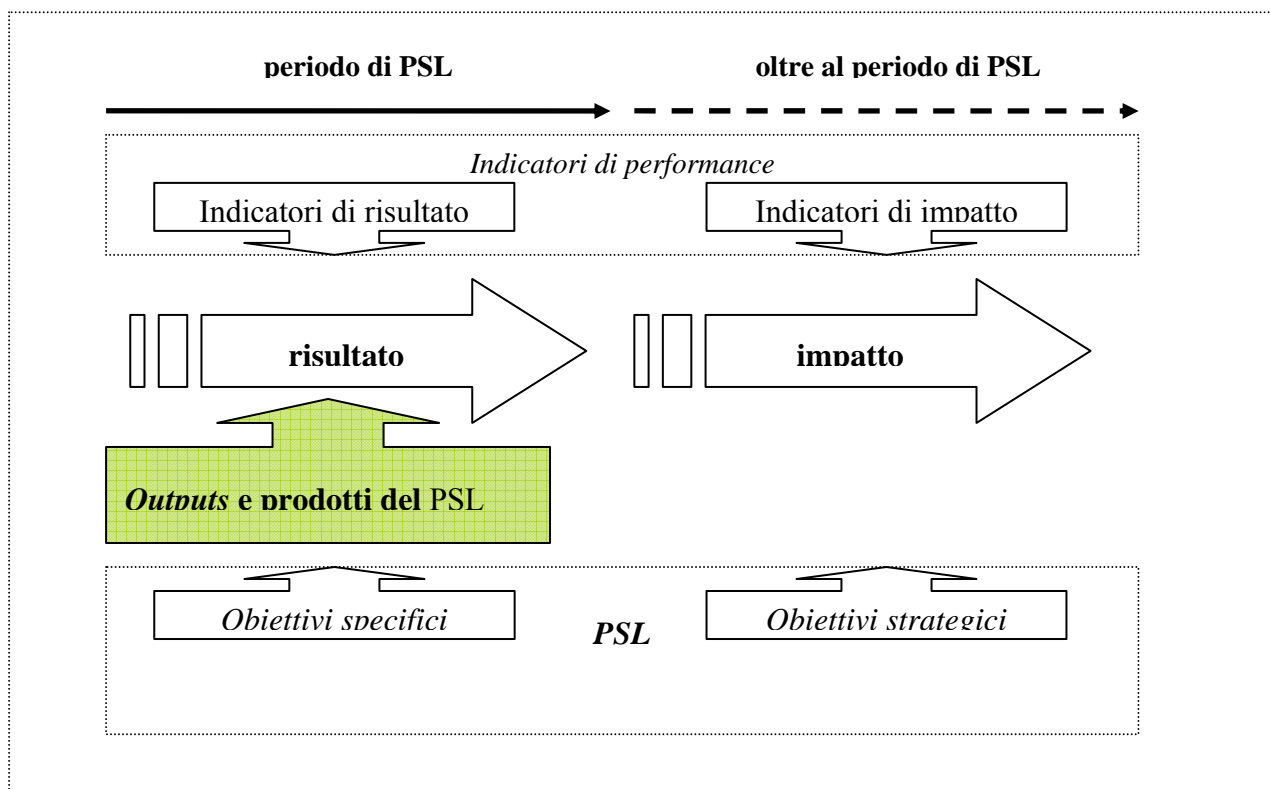 periodo di PSL
oltre al periodo di PSL
Indicatori di performance
Indicatori di risultato
Indicatori di impatto
risultato
impatto
Outputs e prodotti del PSL
Obiettivi specifici
PSL
Obiettivi strategici